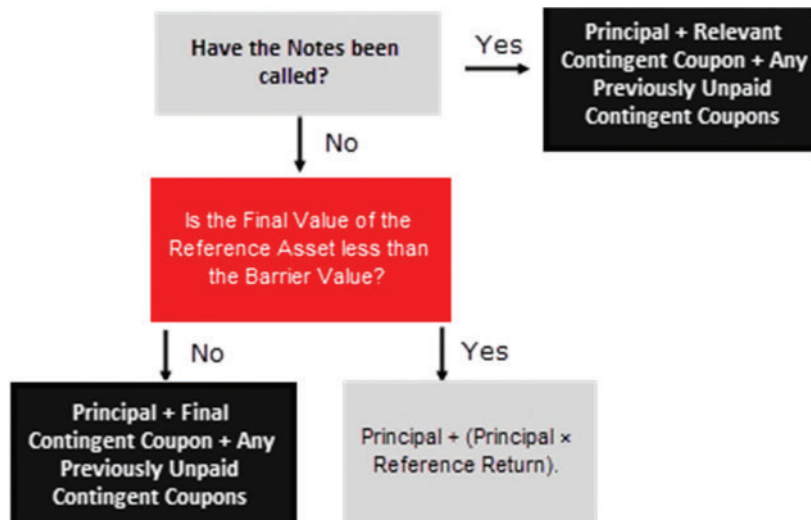 Have the Notes been
called?
Yes
Principal + Relevant
Contingent Coupon + Any
Previously Unpaid
Contingent Coupons
No
Is the Final Value of the
Reference Asset less than
the Barrier Value?
No
Yes
Principal + Final
Contingent Coupon + Any
Previously Unpaid
Contingent Coupons
Principal + (Principal ×
Reference Return).